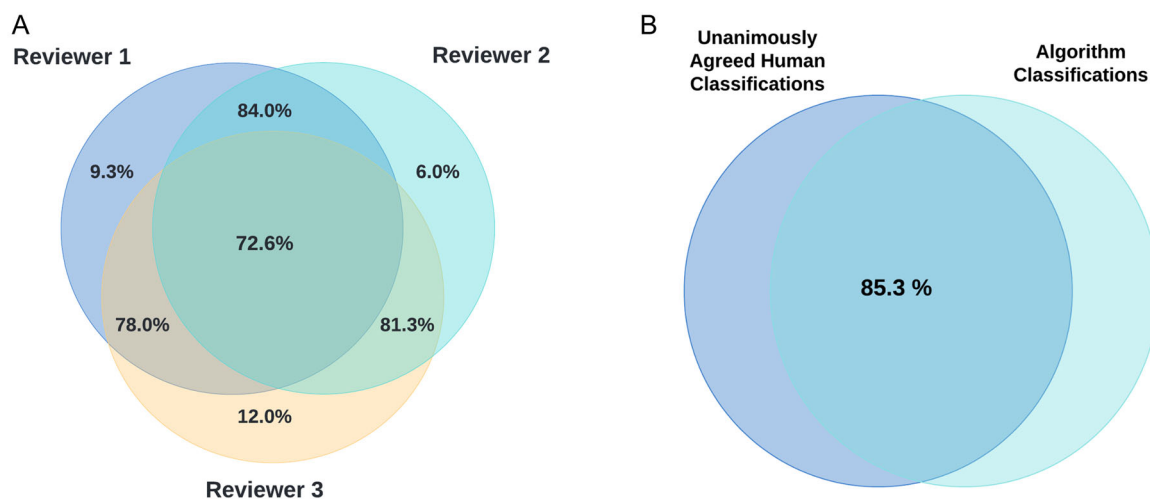 A
Reviewer 1
Reviewer 2
84.0%
9.3%
6.0%
72.6%
78.0%
81.3%
12.0%
Reviewer 3
B
Unanimously
Agreed Human
Classifications
Algorithm
Classifications
85.3 %